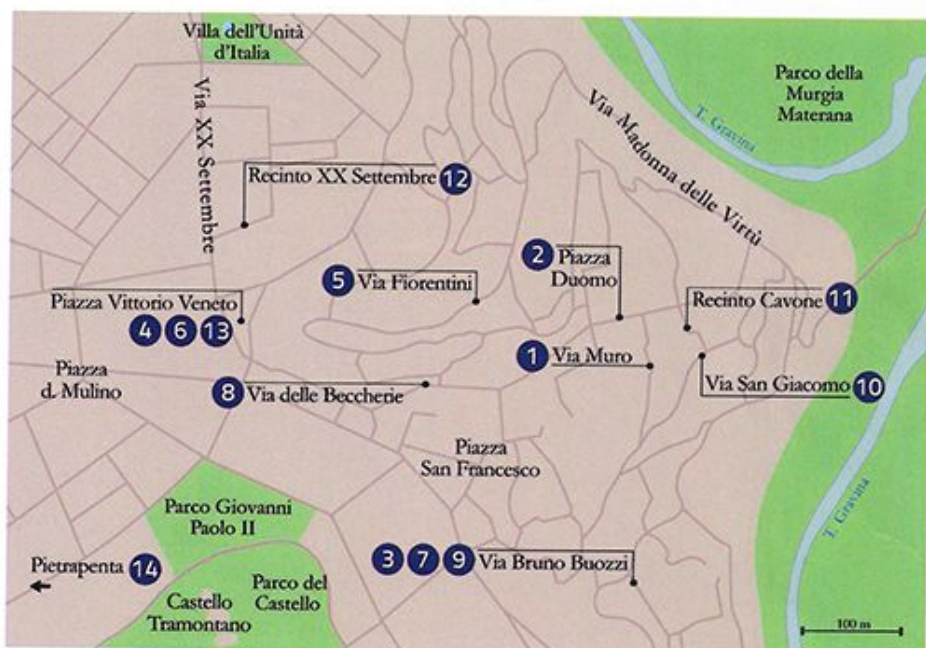 Villa dell'Unità
d'Italia
Via XX Settembre
Via Madonna delle Virtù
T. Gravina
Parco della
Murgia
Materana
Recinto XX Settembre 12
2 Piazza
Duomo
5 Via Fiorentini
Piazza Vittorio Veneto
4 6 13
Recinto Cavone 11
1 Via Muro
Piazza
d. Mulino
8 Via delle Beccherie
Via San Giacomo 10
Piazza
San Francesco
T. Gravina
Parco Giovanni
Paolo II
Pietrapenta 14
3 7 9 Via Bruno Buozzi
Castello
Tramontano
Parco del
Castello
100 m